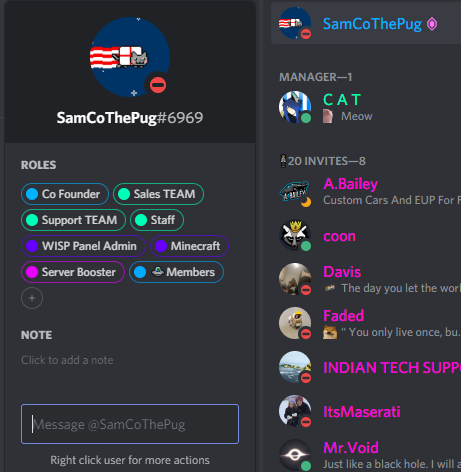 SamCoThePug#6969
ROLES
Co Founder
Sales TEAM
Support TEAM
Staff
WISP Panel Admin
Minecraft
Server Booster
Members
NOTE
Click to add a note
Message @SamCoThePug
Right click user for more actions
SamCoThePug
MANAGER—1
C A T
Meow
20 INVITES—8
A.Bailey
Custom Cars And EUP For F
coon
Davis
The day you let the worl
Faded
" You only live once, bu...
INDIAN TECH SUPP
ItsMaserati
Mr.Void
Just like a black hole. I will a